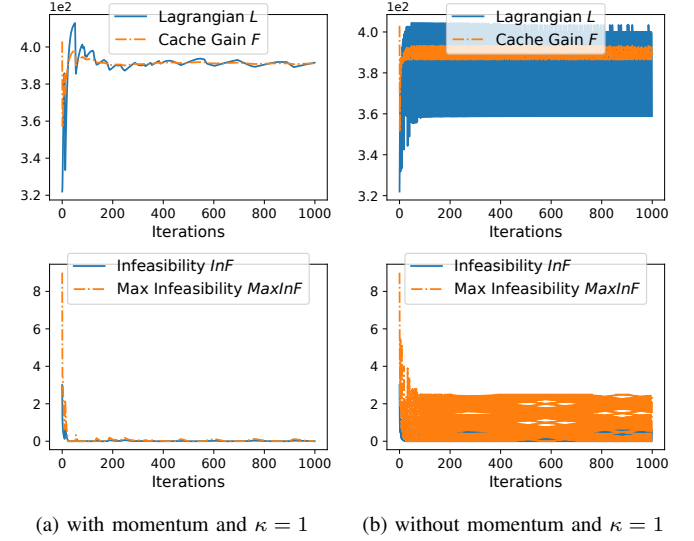 4.0e2
Lagrangian L
Cache Gain F
4.0
3.8
3.6
3.4
3.2
0 200 400 600 800 1000
Iterations
4.0e2
Lagrangian L
Cache Gain F
4.0
3.8
3.6
3.4
3.2
0 200 400 600 800 1000
Iterations
Infeasibility InF
Max Infeasibility MaxInF
8
6
4
2
0
0 200 400 600 800 1000
Iterations
Infeasibility InF
Max Infeasibility MaxInF
8
6
4
2
0
0 200 400 600 800 1000
Iterations
(a) with momentum and κ = 1
(b) without momentum and κ = 1